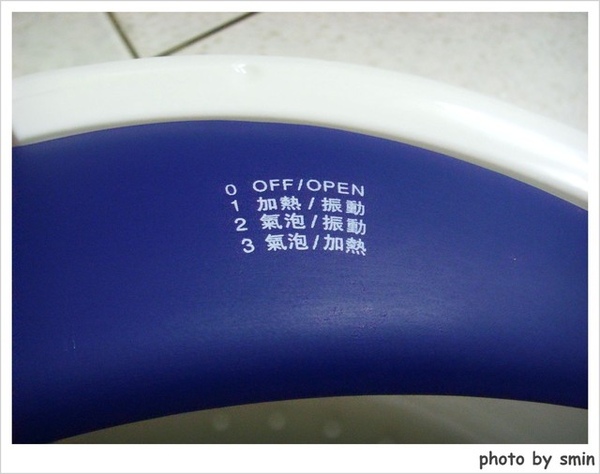 0 OFF/OPEN
1 加熱/振動
2 氣泡/振動
3 氣泡/加熱
photo by smin